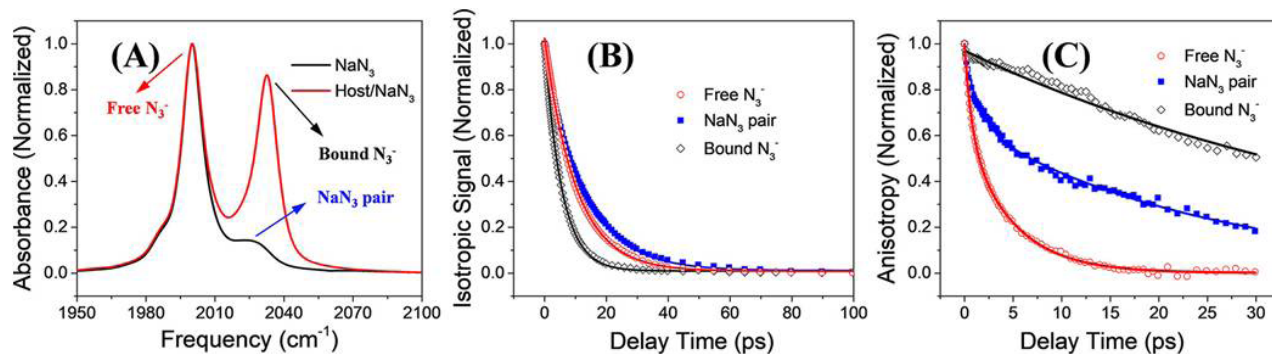 (A)
NaN₃
Host/NaN₃
Free N₃⁻
Bound N₃⁻
NaN₃ pair
Absorbance (Normalized)
1.0
0.8
0.6
0.4
0.2
0.0
1950 1980 2010 2040 2070 2100
Frequency (cm⁻¹)
(B)
Free N₃⁻
NaN₃ pair
Bound N₃⁻
Isotropic Signal (Normalized)
1.0
0.8
0.6
0.4
0.2
0.0
0 20 40 60 80 100
Delay Time (ps)
(C)
Free N₃⁻
NaN₃ pair
Bound N₃⁻
Anisotropy (Normalized)
1.0
0.8
0.6
0.4
0.2
0.0
0 5 10 15 20 25 30
Delay Time (ps)